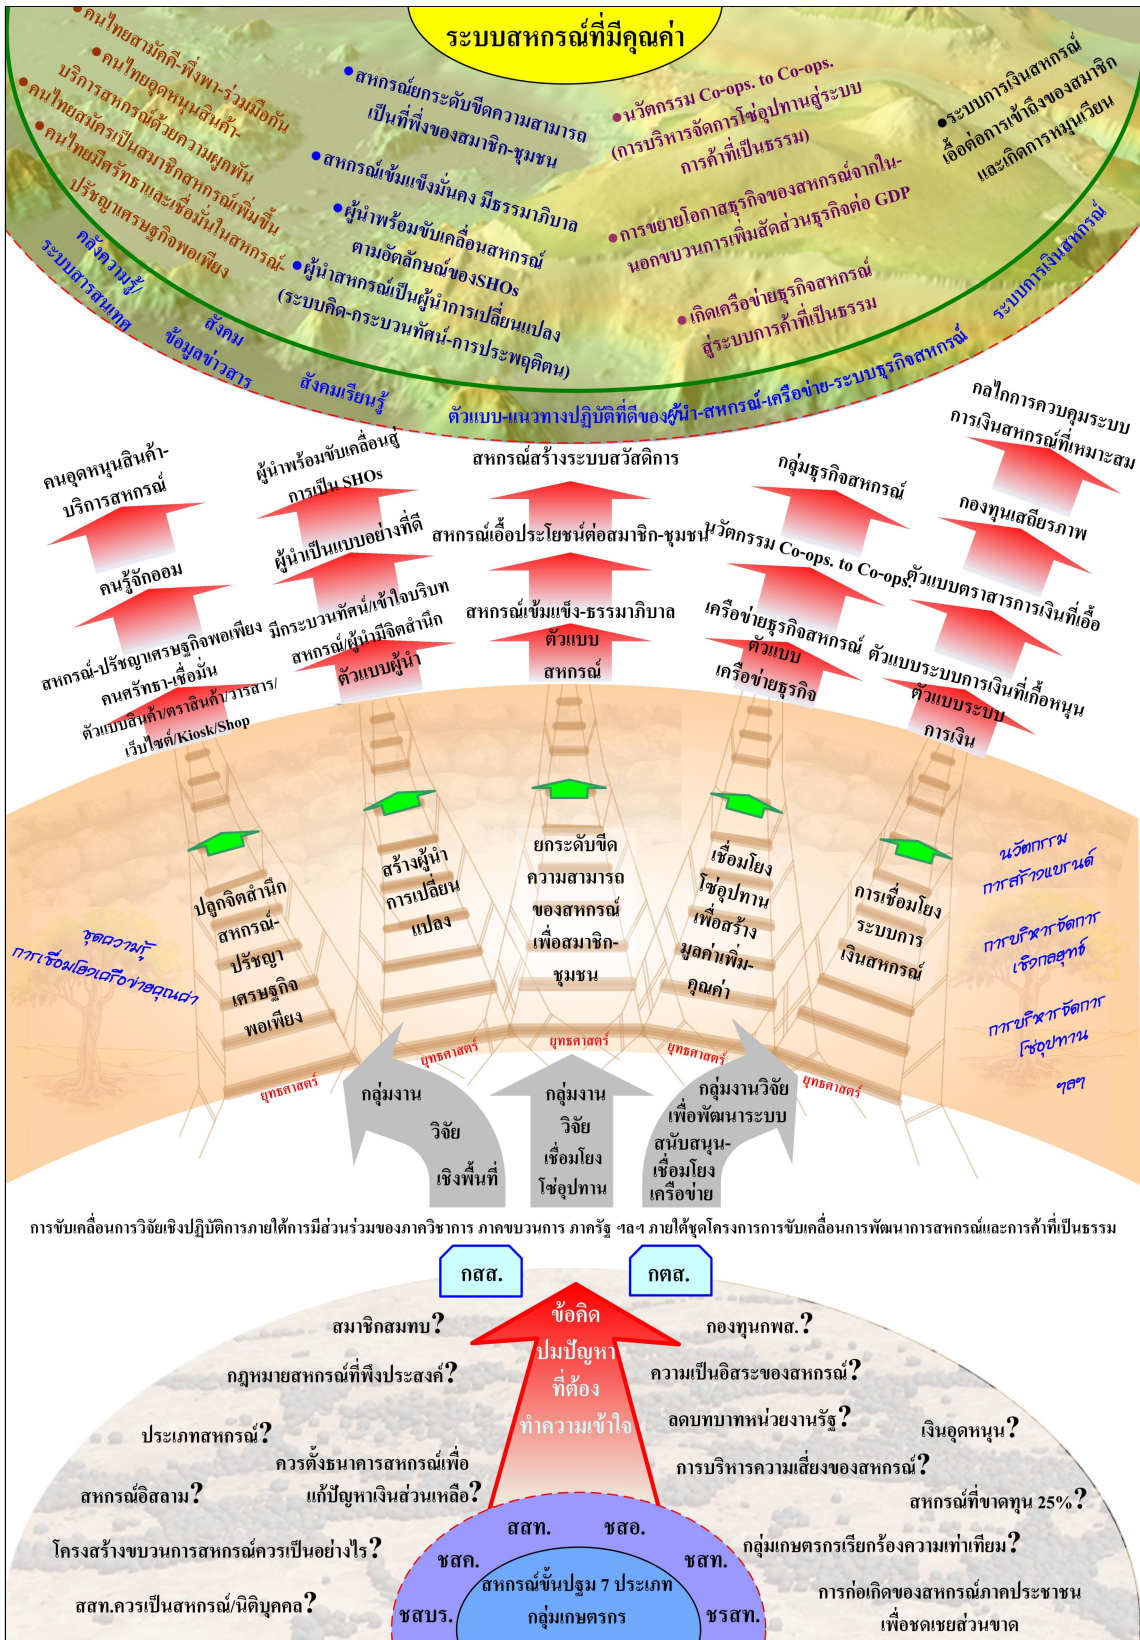 ระบบสหกรณ์ที่มีคุณค่า
•คนไทยสามัคคี-พึ่งพา-ร่วมมือกัน
•คนไทยอุดหนุนสินค้า-
บริการสหกรณ์ด้วยความผูกพัน
•คนไทยสมัครเป็นสมาชิกสหกรณ์เพิ่มขึ้น
•คนไทยมีศรัทธาและเชื่อมั่นในสหกรณ์-
ปรัชญาเศรษฐกิจพอเพียง
•สหกรณ์ยกระดับขีดความสามารถ
เป็นที่พึ่งของสมาชิก-ชุมชน
•สหกรณ์เข้มแข็งมั่นคง มีธรรมาภิบาล
•ผู้นำพร้อมขับเคลื่อนสหกรณ์
ตามอัตลักษณ์ของSHOs
•ผู้นำสหกรณ์เป็นผู้นำการเปลี่ยนแปลง
(ระบบคิด-กระบวนทัศน์-การประพฤติตน)
•นวัตกรรม Co-ops. to Co-ops.
(การบริหารจัดการโซ่อุปทานสู่ระบบ
การค้าที่เป็นธรรม)
•การขยายโอกาสธุรกิจของสหกรณ์จากใน-
นอกขบวนการเพิ่มสัดส่วนธุรกิจต่อ GDP
•เกิดเครือข่ายธุรกิจสหกรณ์
สู่ระบบการค้าที่เป็นธรรม
•ระบบการเงินสหกรณ์
เอื้อต่อการเข้าถึงของสมาชิก
และเกิดการหมุนเวียน
คลังความรู้/
ระบบสารสนเทศ
สังคม
ข้อมูลข่าวสาร
สังคมเรียนรู้
ตัวแบบ-แนวทางปฏิบัติที่ดีของผู้นำ-สหกรณ์-เครือข่าย-ระบบธุรกิจสหกรณ์
ระบบการเงินสหกรณ์
คนอุดหนุนสินค้า-
บริการสหกรณ์
คนรู้จักออม
สหกรณ์-ปรัชญาเศรษฐกิจพอเพียง
คนศรัทธา-เชื่อมั่น
ตัวแบบสินค้า/ตราสินค้า/วารสาร/
เว็บไซต์/Kiosk/Shop
ผู้นำพร้อมขับเคลื่อนสู่
การเป็น SHOs
ผู้นำเป็นแบบอย่างที่ดี
มีกระบวนทัศน์/เข้าใจบริบท
สหกรณ์/ผู้นำมีจิตสำนึก
ตัวแบบผู้นำ
สหกรณ์สร้างระบบสวัสดิการ
สหกรณ์เอื้อประโยชน์ต่อสมาชิก-ชุมชน
สหกรณ์เข้มแข็ง-ธรรมาภิบาล
ตัวแบบ
สหกรณ์
กลุ่มธุรกิจสหกรณ์
นวัตกรรม Co-ops. to Co-ops.
เครือข่ายธุรกิจสหกรณ์
ตัวแบบ
เครือข่ายธุรกิจ
กลไกการควบคุมระบบ
การเงินสหกรณ์ที่เหมาะสม
กองทุนเสถียรภาพ
ตัวแบบตราสารการเงินที่เอื้อ
ตัวแบบระบบการเงินที่เกื้อหนุน
ตัวแบบระบบ
การเงิน
ปลูกจิตสำนึก
สหกรณ์-
ปรัชญา
เศรษฐกิจ
พอเพียง
สร้างผู้นำ
การเปลี่ยน
แปลง
ยกระดับขีด
ความสามารถ
ของสหกรณ์
เพื่อสมาชิก-
ชุมชน
เชื่อมโยง
โซ่อุปทาน
เพื่อสร้าง
มูลค่าเพิ่ม-
คุณค่า
การเชื่อมโยง
ระบบการ
เงินสหกรณ์
ชุดความรู้
การเชื่อมโยงเครือข่ายคุณค่า
นวัตกรรม
การสร้างแบรนด์
การบริหารจัดการ
เชิงกลยุทธ์
การบริหารจัดการ
โซ่อุปทาน
ฯลฯ
ยุทธศาสตร์
ยุทธศาสตร์
ยุทธศาสตร์
ยุทธศาสตร์
ยุทธศาสตร์
กลุ่มงาน
วิจัย
เชิงพื้นที่
กลุ่มงาน
วิจัย
เชื่อมโยง
โซ่อุปทาน
กลุ่มงานวิจัย
เพื่อพัฒนาระบบ
สนับสนุน-
เชื่อมโยง
เครือข่าย
การขับเคลื่อนการวิจัยเชิงปฏิบัติการภายใต้การมีส่วนร่วมของภาควิชาการ ภาคขบวนการ ภาครัฐ ฯลฯ ภายใต้ชุดโครงการการขับเคลื่อนการพัฒนาการสหกรณ์และการค้าที่เป็นธรรม
กสส.
กตส.
ข้อคิด
ปมปัญหา
ที่ต้อง
ทำความเข้าใจ
สมาชิกสมทบ?
กฎหมายสหกรณ์ที่พึงประสงค์?
ประเภทสหกรณ์?
ควรตั้งธนาคารสหกรณ์เพื่อ
แก้ปัญหาเงินส่วนเหลือ?
สหกรณ์อิสลาม?
โครงสร้างขบวนการสหกรณ์ควรเป็นอย่างไร?
สสท.ควรเป็นสหกรณ์/นิติบุคคล?
กองทุนกพส.?
ความเป็นอิสระของสหกรณ์?
ลดบทบาทหน่วยงานรัฐ?
เงินอุดหนุน?
การบริหารความเสี่ยงของสหกรณ์?
สหกรณ์ที่ขาดทุน 25%?
กลุ่มเกษตรกรเรียกร้องความเท่าเทียม?
การก่อเกิดของสหกรณ์ภาคประชาชน
เพื่อชดเชยส่วนขาด
สสท.
ชสอ.
ชสค.
ชสท.
ชสบร.
ชรสท.
สหกรณ์ขั้นปฐม 7 ประเภท
กลุ่มเกษตรกร